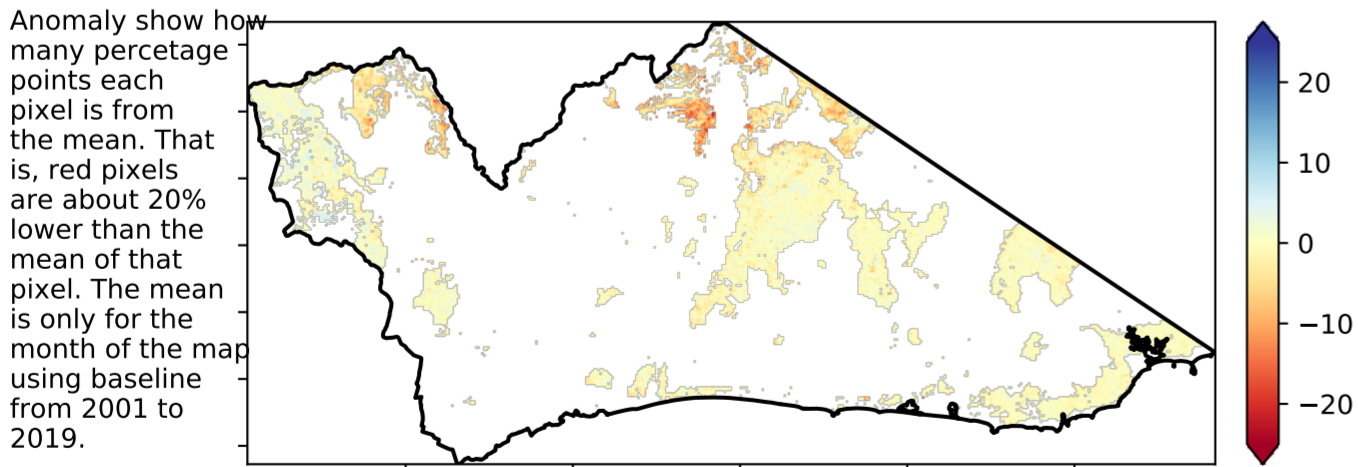 Anomaly show how
many percetage
points each
pixel is from
the mean. That
is, red pixels
are about 20%
lower than the
mean of that
pixel. The mean
is only for the
month of the map
using baseline
from 2001 to
2019.
20
10
0
−10
−20